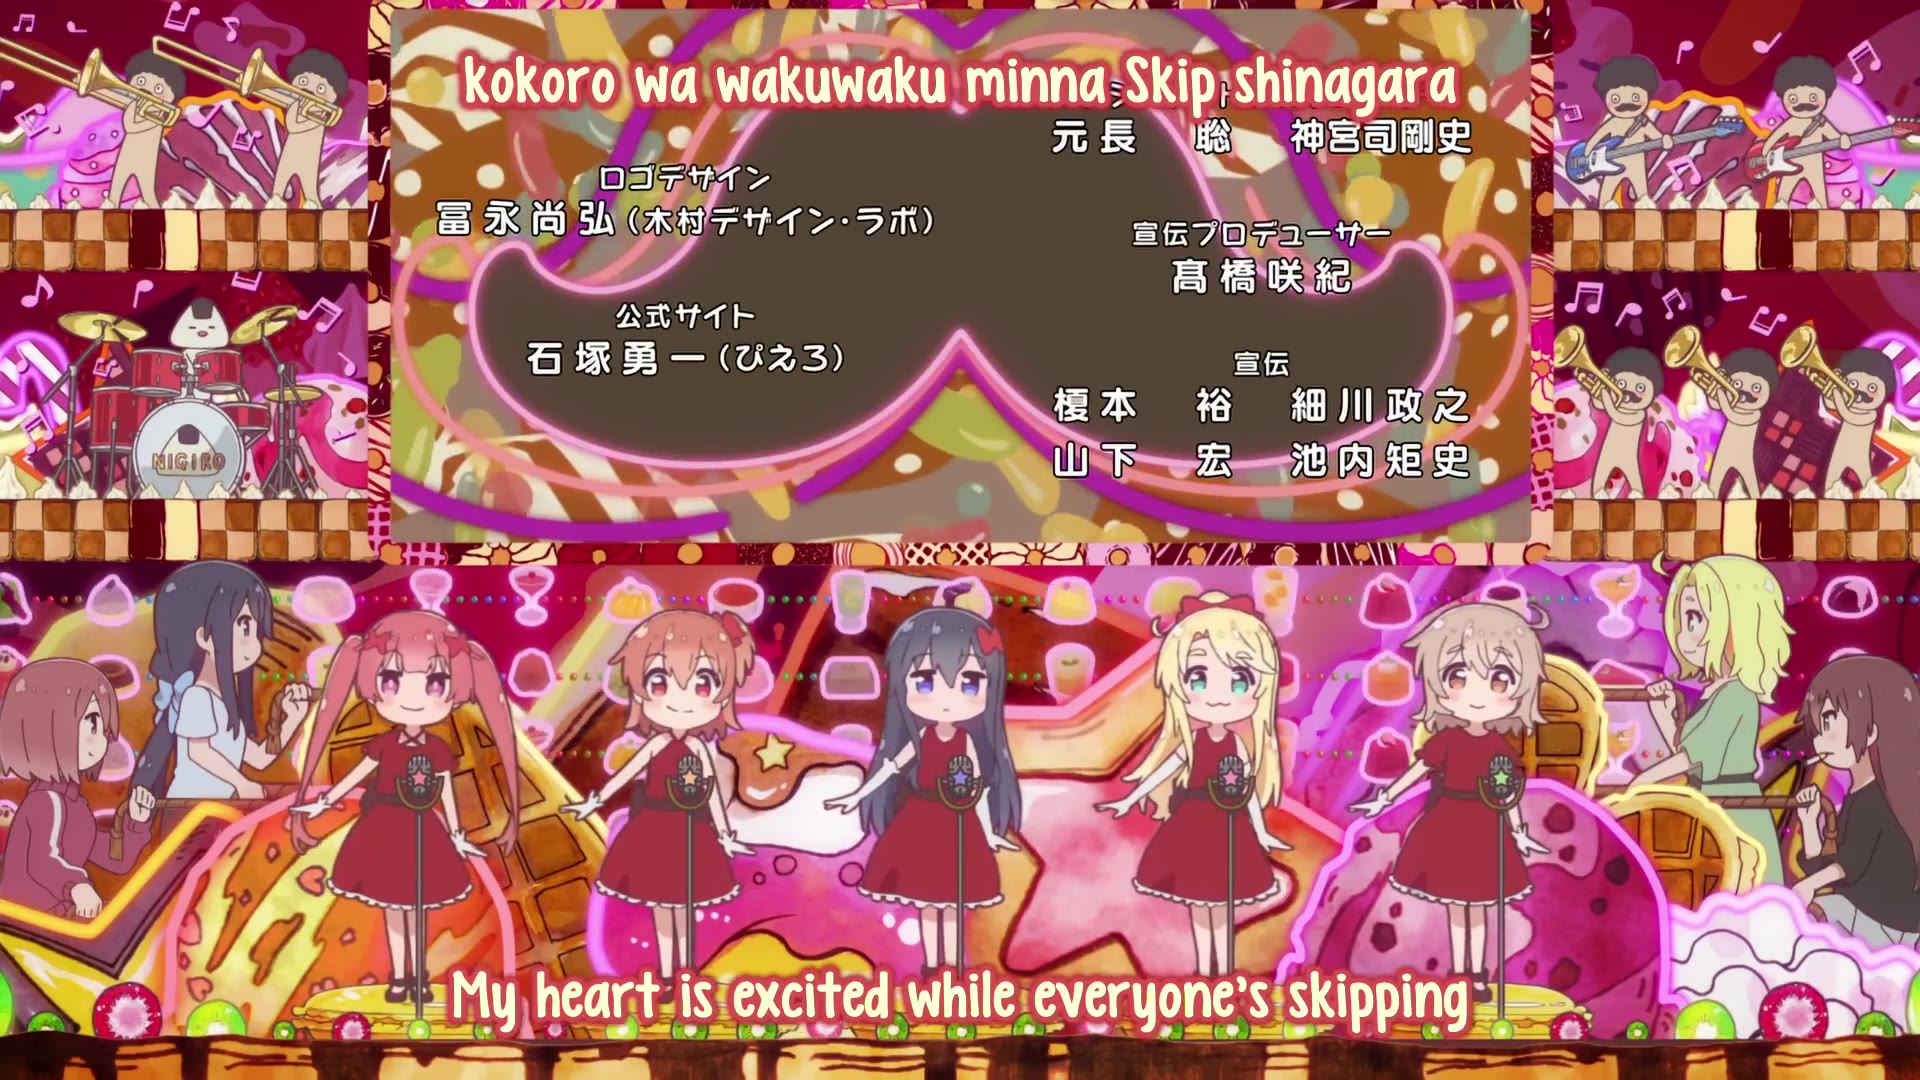 kokoro wa wakuwaku minna Skip shinagara
元長 聡 神宮司剛史
ロゴデザイン
冨永尚弘(木村デザイン・ラボ)
宣伝プロデューサー
髙橋咲紀
公式サイト
石塚勇一(ぴえろ)
宣伝
榎本 裕 細川政之
山下 宏 池内矩史
NIGIRO
My heart is excited while everyone's skipping